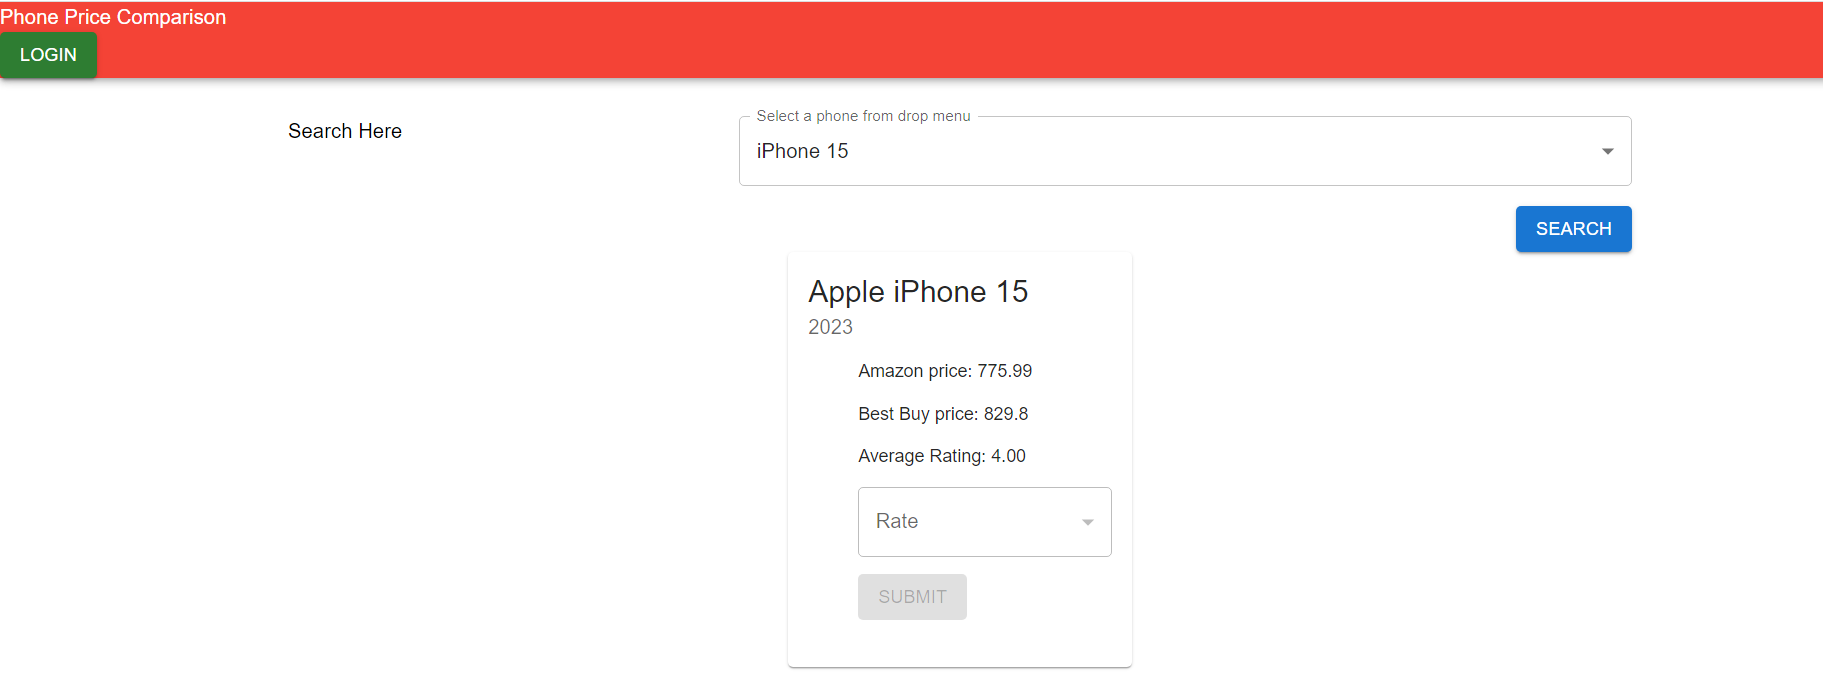 Phone Price Comparison
LOGIN
Search Here
Select a phone from drop menu
iPhone 15
SEARCH
Apple iPhone 15
2023
Amazon price: 775.99
Best Buy price: 829.8
Average Rating: 4.00
Rate
SUBMIT